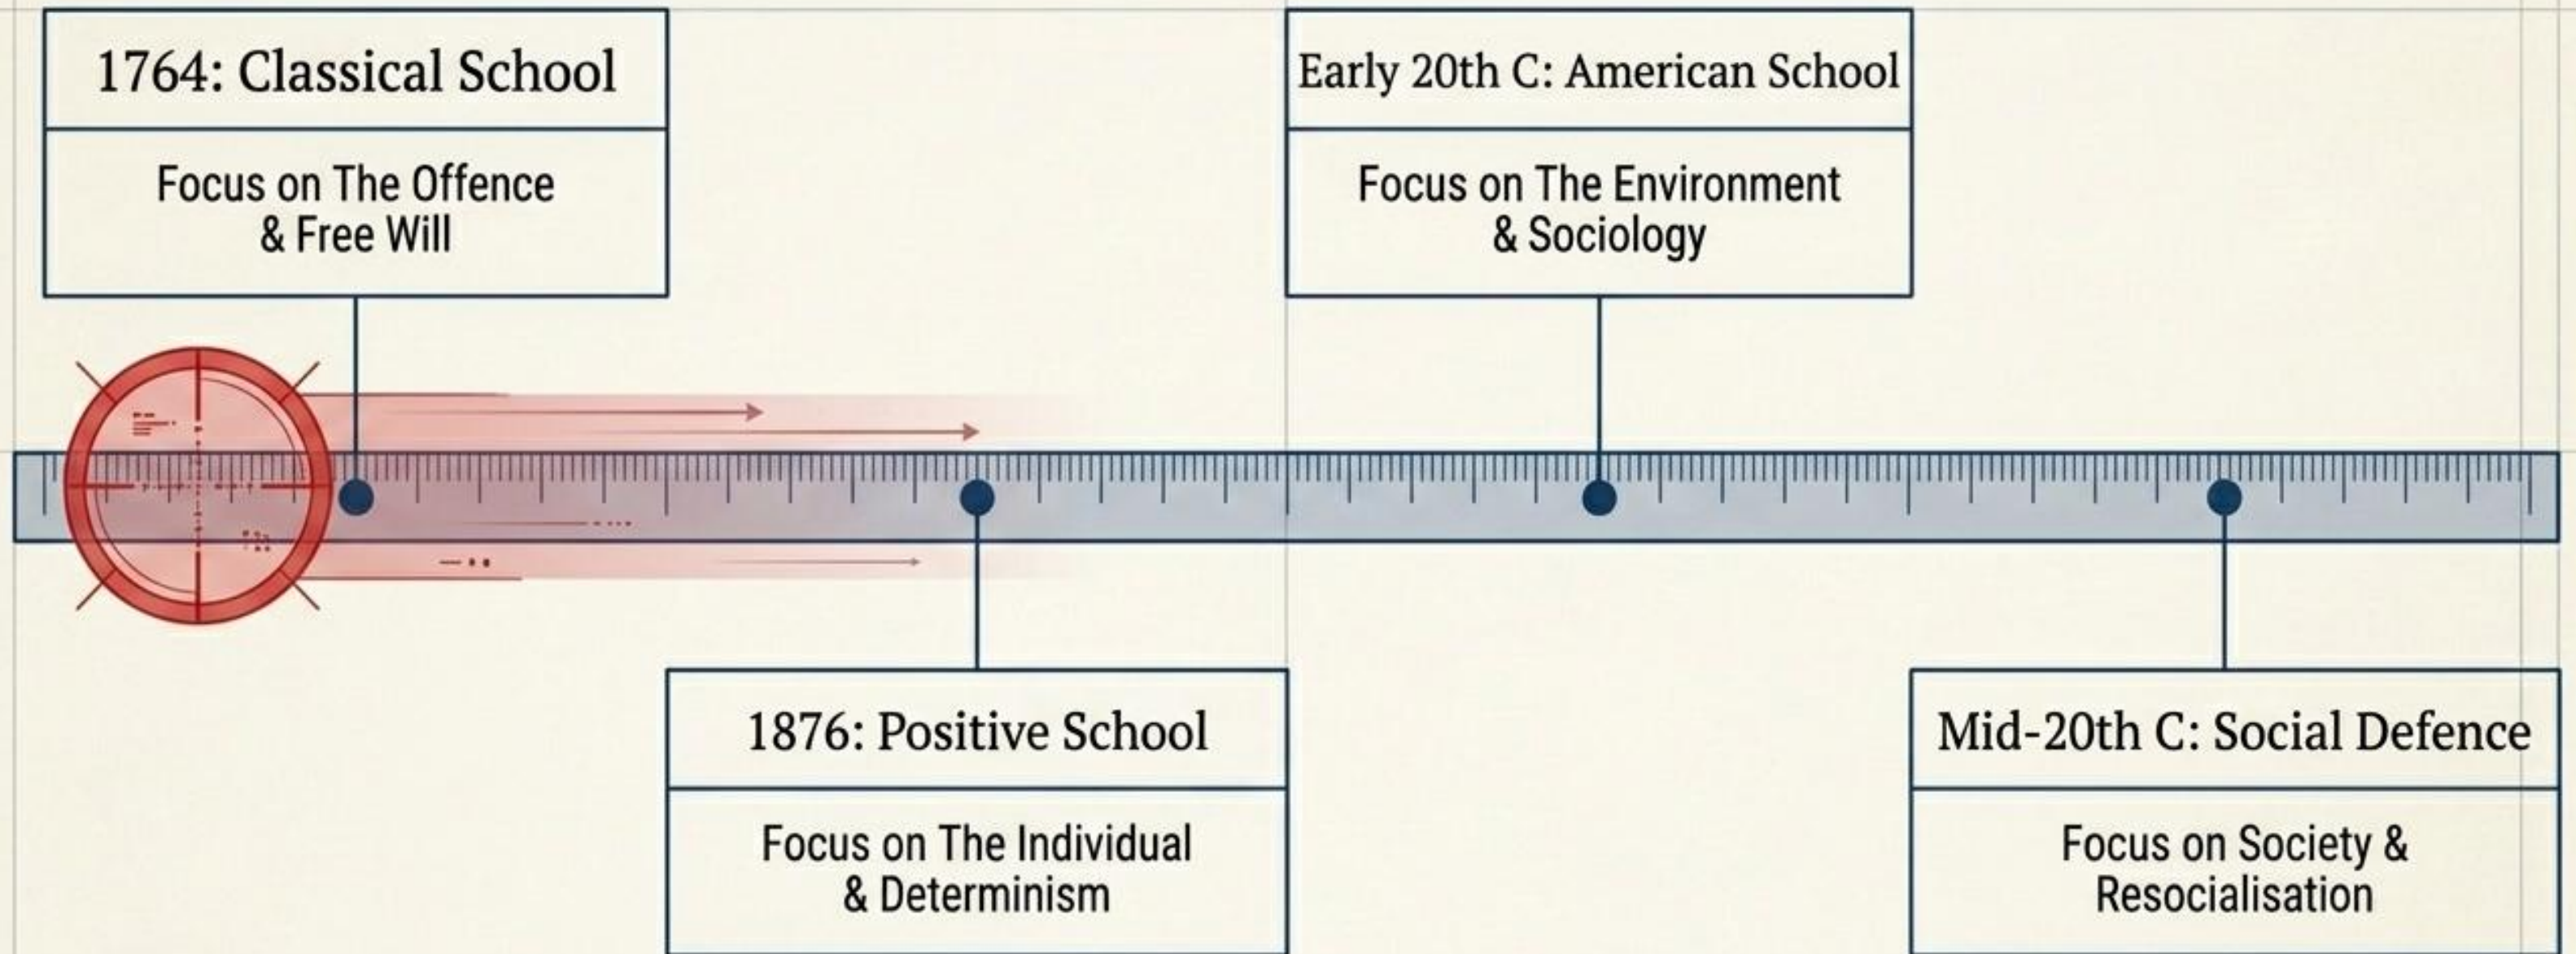 1764: Classical School
Focus on The Offence
& Free Will
Early 20th C: American School
Focus on The Environment
& Sociology
1876: Positive School
Focus on The Individual
& Determinism
Mid-20th C: Social Defence
Focus on Society &
Resocialisation